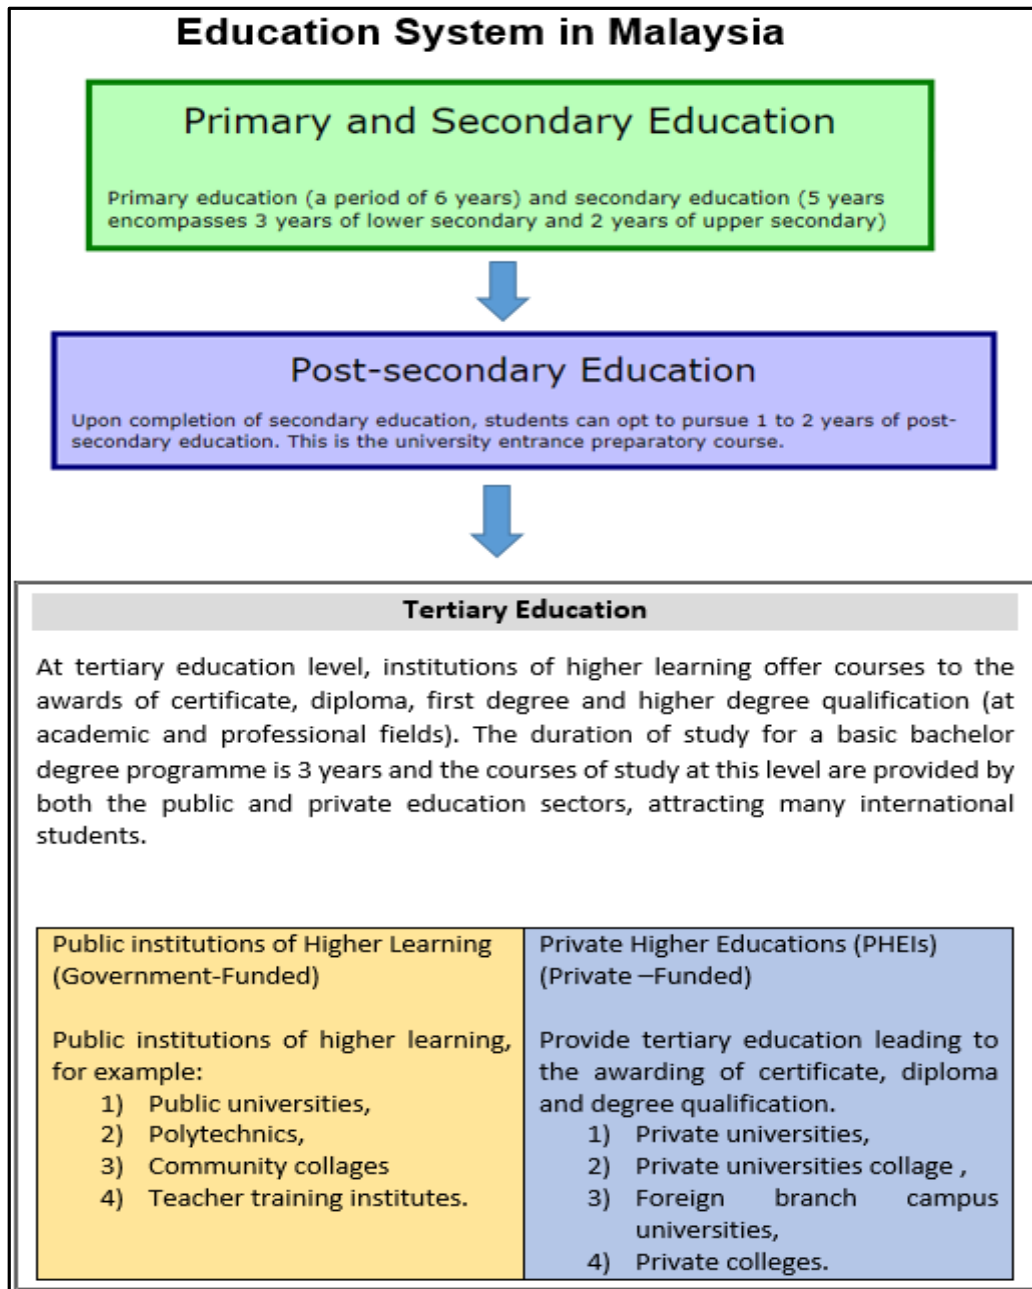 Education System in Malaysia
Primary and Secondary Education
Primary education (a period of 6 years) and secondary education (5 years
encompasses 3 years of lower secondary and 2 years of upper secondary)
Post-secondary Education
Upon completion of secondary education, students can opt to pursue 1 to 2 years of post-
secondary education. This is the university entrance preparatory course.
Tertiary Education
At tertiary education level, institutions of higher learning offer courses to the
awards of certificate, diploma, first degree and higher degree qualification (at
academic and professional fields). The duration of study for a basic bachelor
degree programme is 3 years and the courses of study at this level are provided by
both the public and private education sectors, attracting many international
students.
Public institutions of Higher Learning
(Government-Funded)
Public institutions of higher learning,
for example:
1) Public universities,
2) Polytechnics,
3) Community collages
4) Teacher training institutes.
Private Higher Educations (PHEIs)
(Private –Funded)
Provide tertiary education leading to
the awarding of certificate, diploma
and degree qualification.
1) Private universities,
2) Private universities collage ,
3) Foreign branch campus
universities,
4) Private colleges.